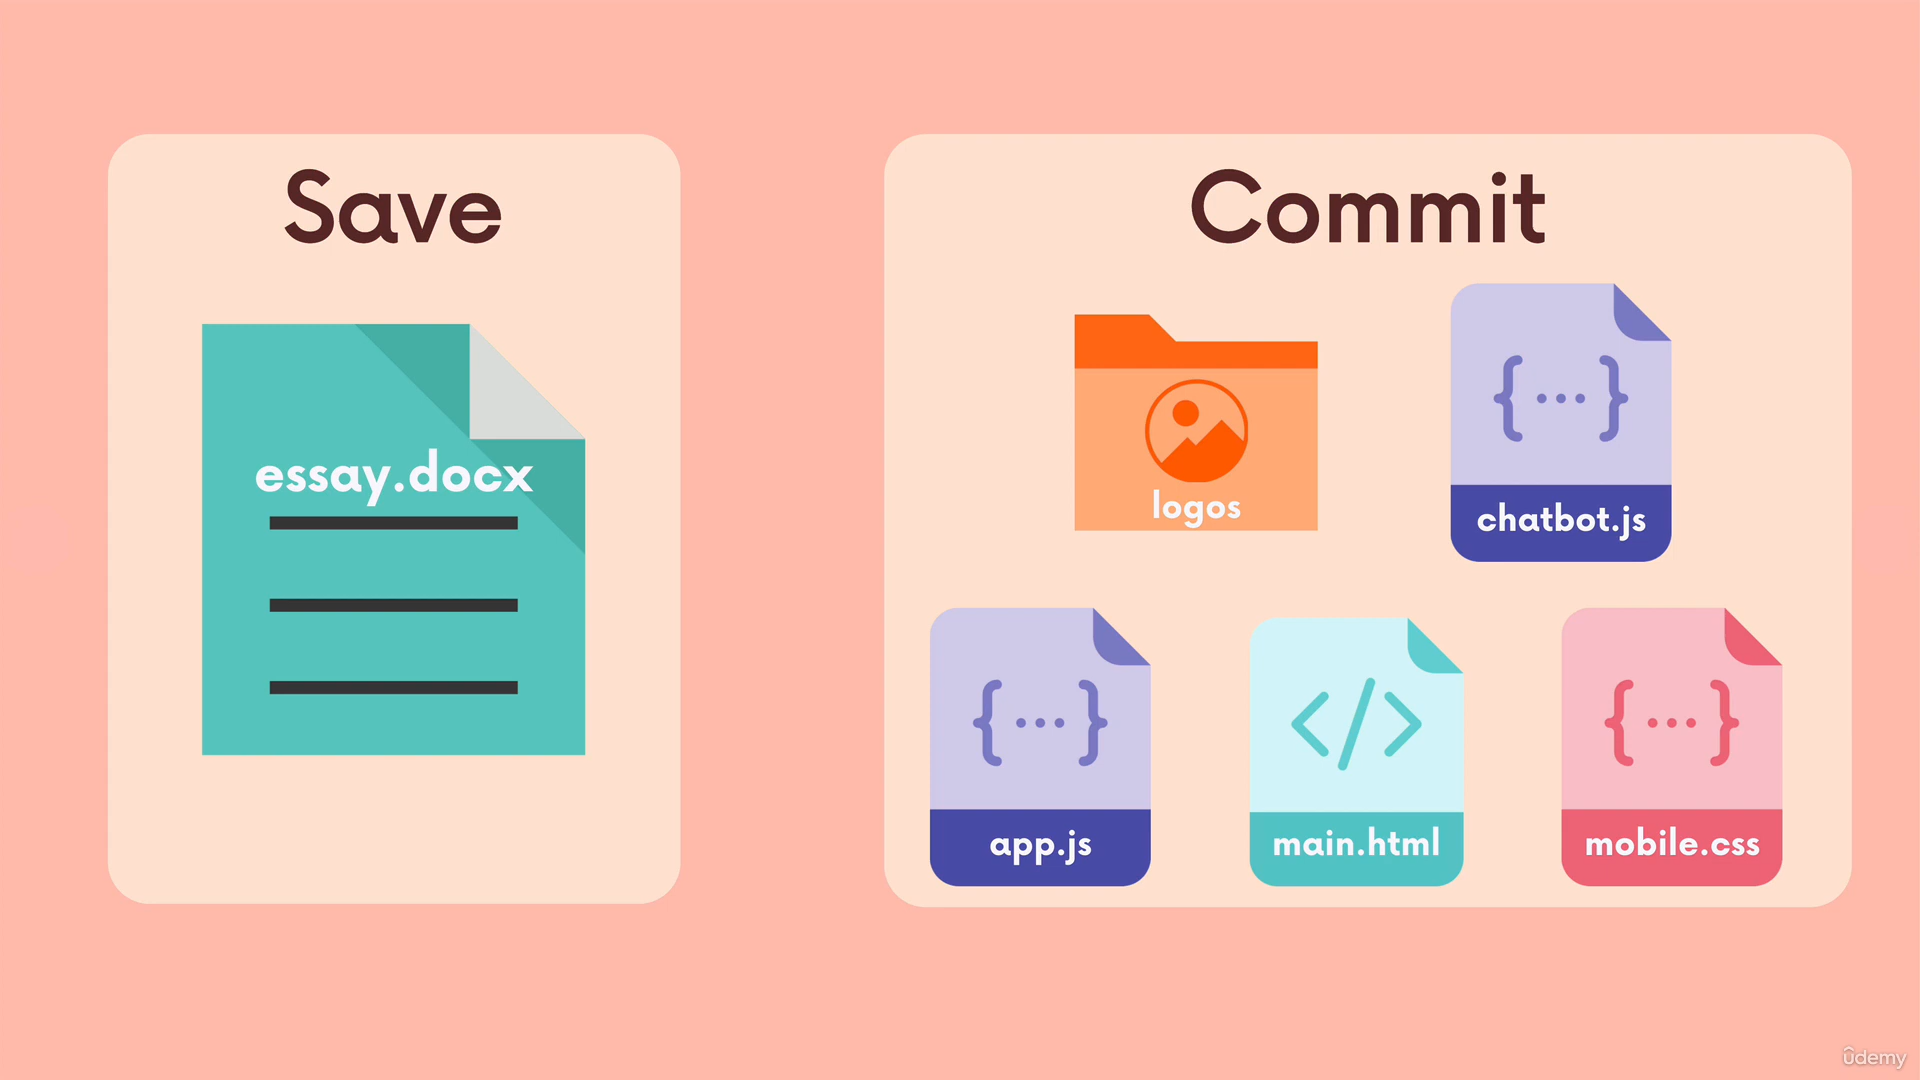 Save
essay.docx
Commit
logos
chatbot.js
app.js
main.html
mobile.css
ûdemy